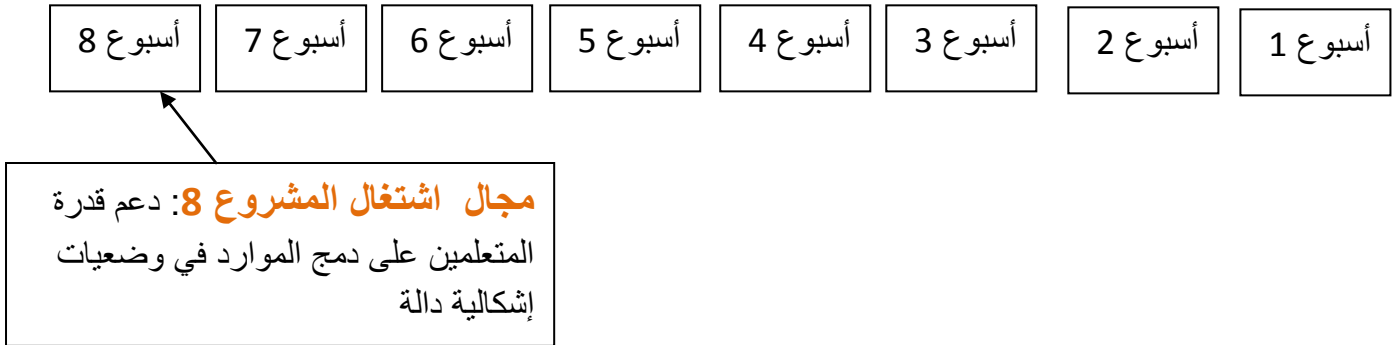 أسبوع 1
أسبوع 2
أسبوع 3
أسبوع 4
أسبوع 5
أسبوع 6
أسبوع 7
أسبوع 8
مجال اشتغال المشروع 8: دعم قدرة
المتعلمين على دمج الموارد في وضعيات
إشكالية دالة